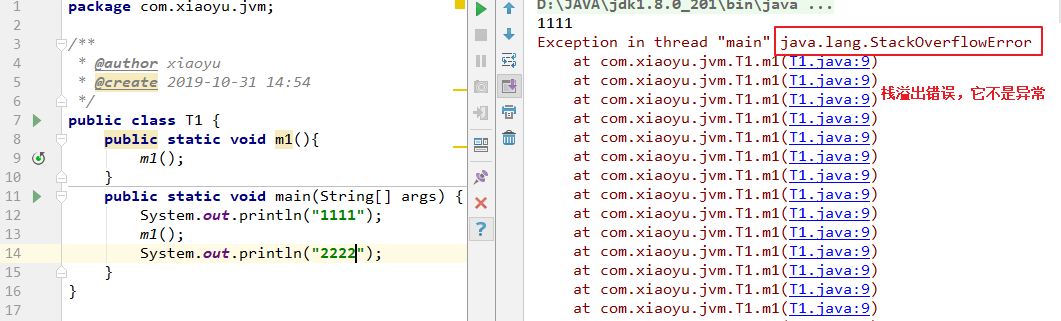 1 package com.xiaoyu.jvm;
2
3 /**
4 * @author xiaoyu
5 * @create 2019-10-31 14:54
6 */
7 public class T1 {
8 public static void m1(){
9 m1();
10 }
11 public static void main(String[] args) {
12 System.out.println("1111");
13 m1();
14 System.out.println("2222");
15 }
16 }
17
D:\JAVA\jdk1.8.0_201\bin\java ...
1111
Exception in thread "main" java.lang.StackOverflowError
at com.xiaoyu.jvm.T1.m1(T1.java:9)
at com.xiaoyu.jvm.T1.m1(T1.java:9)
栈溢出错误，它不是异常
at com.xiaoyu.jvm.T1.m1(T1.java:9)
at com.xiaoyu.jvm.T1.m1(T1.java:9)
at com.xiaoyu.jvm.T1.m1(T1.java:9)
at com.xiaoyu.jvm.T1.m1(T1.java:9)
at com.xiaoyu.jvm.T1.m1(T1.java:9)
at com.xiaoyu.jvm.T1.m1(T1.java:9)
at com.xiaoyu.jvm.T1.m1(T1.java:9)
at com.xiaoyu.jvm.T1.m1(T1.java:9)
at com.xiaoyu.jvm.T1.m1(T1.java:9)
at com.xiaoyu.jvm.T1.m1(T1.java:9)
at com.xiaoyu.jvm.T1.m1(T1.java:9)
at com.xiaoyu.jvm.T1.m1(T1.java:9)